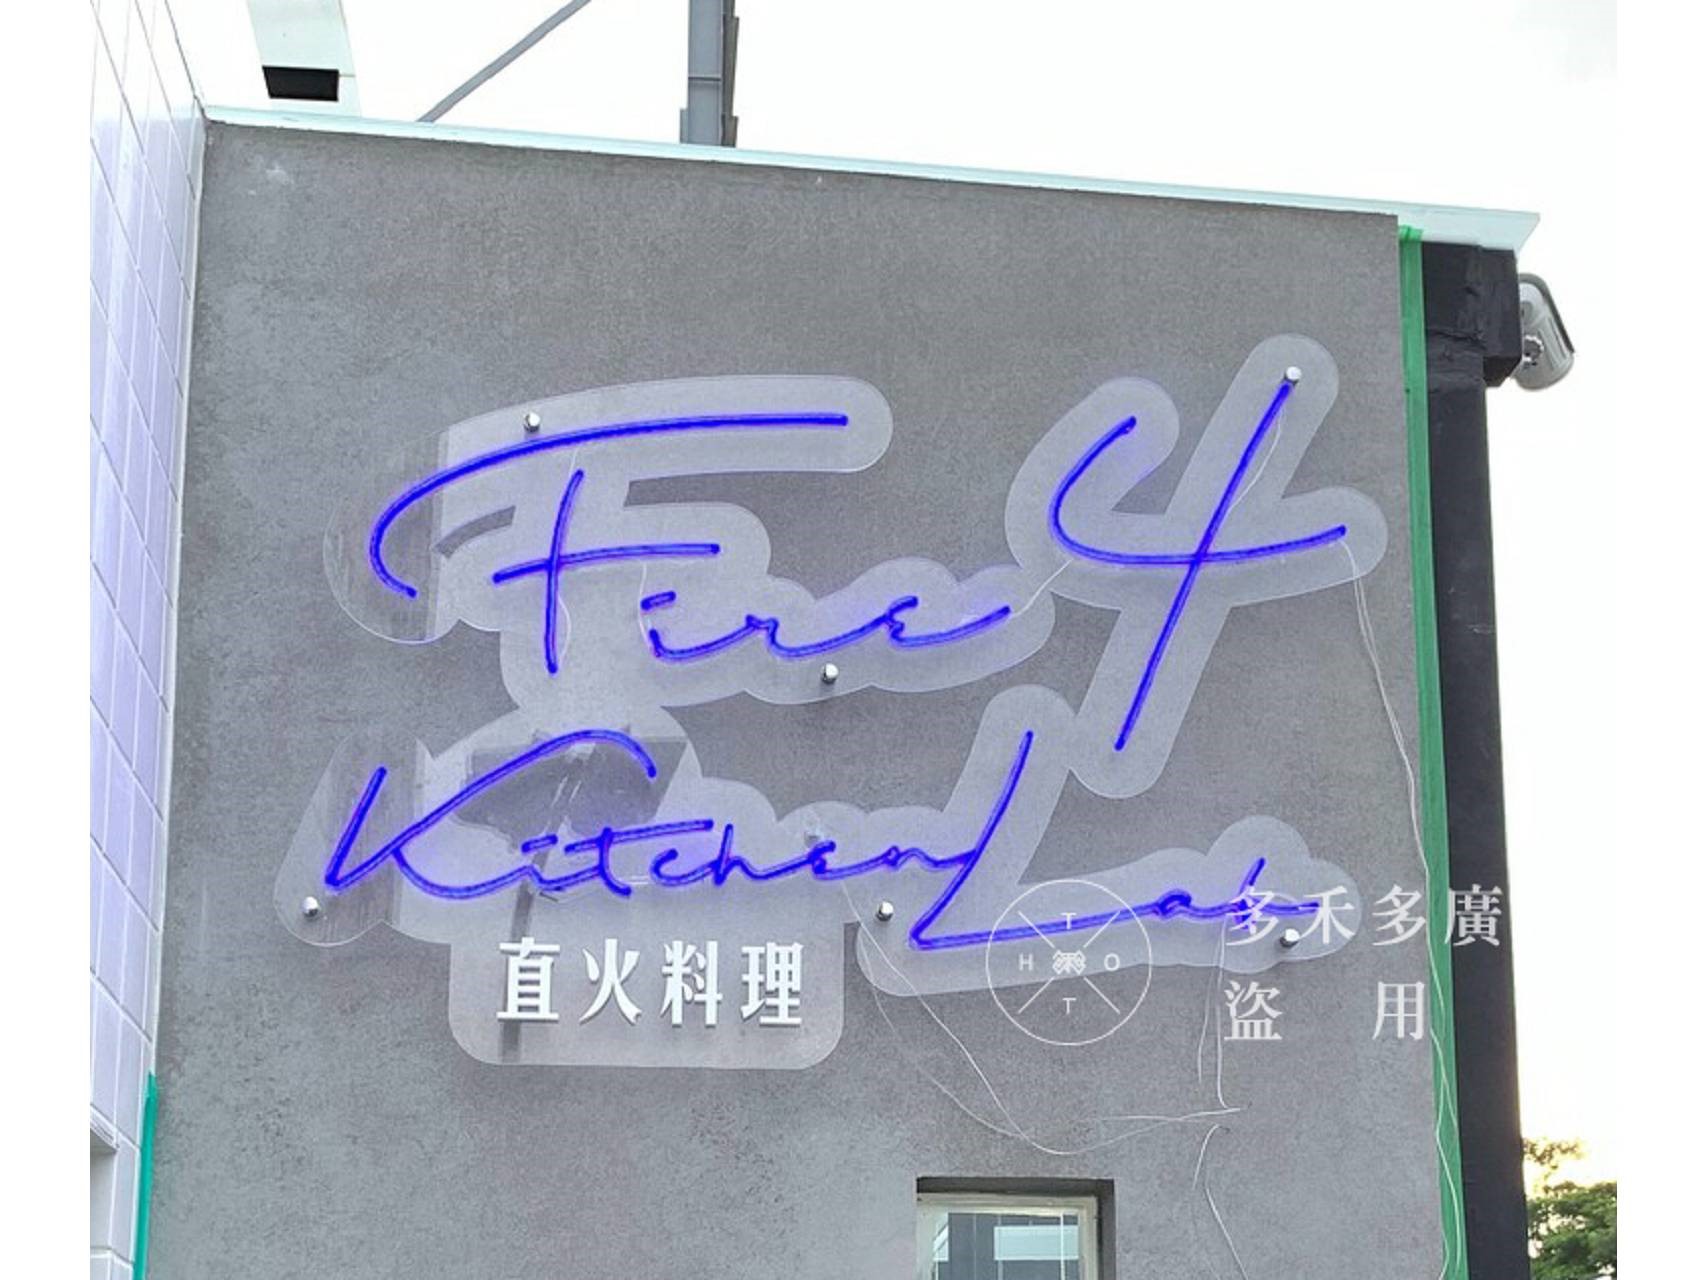 Fire 4
Kitchen Lab
直火料理
多禾多廣
盜用
T
H O
T